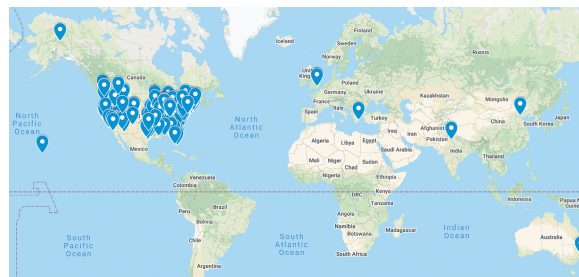 Iceland
Sweden
Finland
Norway
Russia
Canada
United
Kingdom
Poland
Germany
Ukraine
France
Kazakhstan
Mongolia
Spain
Italy
Turkey
North
Pacific
Ocean
North
Atlantic
Ocean
China
South Korea
Japan
Iraq
Iran
Afghanistan
Pakistan
Algeria
Libya
Egypt
Saudi Arabia
India
Mexico
Mali
Niger
Chad
Sudan
Thailand
Venezuela
Nigeria
Ethiopia
Colombia
DRC
Kenya
Indonesia
Papua New
Guinea
Tanzania
Peru
Brazil
Angola
Bolivia
Namibia
Madagascar
Botswana
South
Pacific
Ocean
Chile
South
Atlantic
Ocean
Indian
Ocean
Australia
South Africa
Argentina